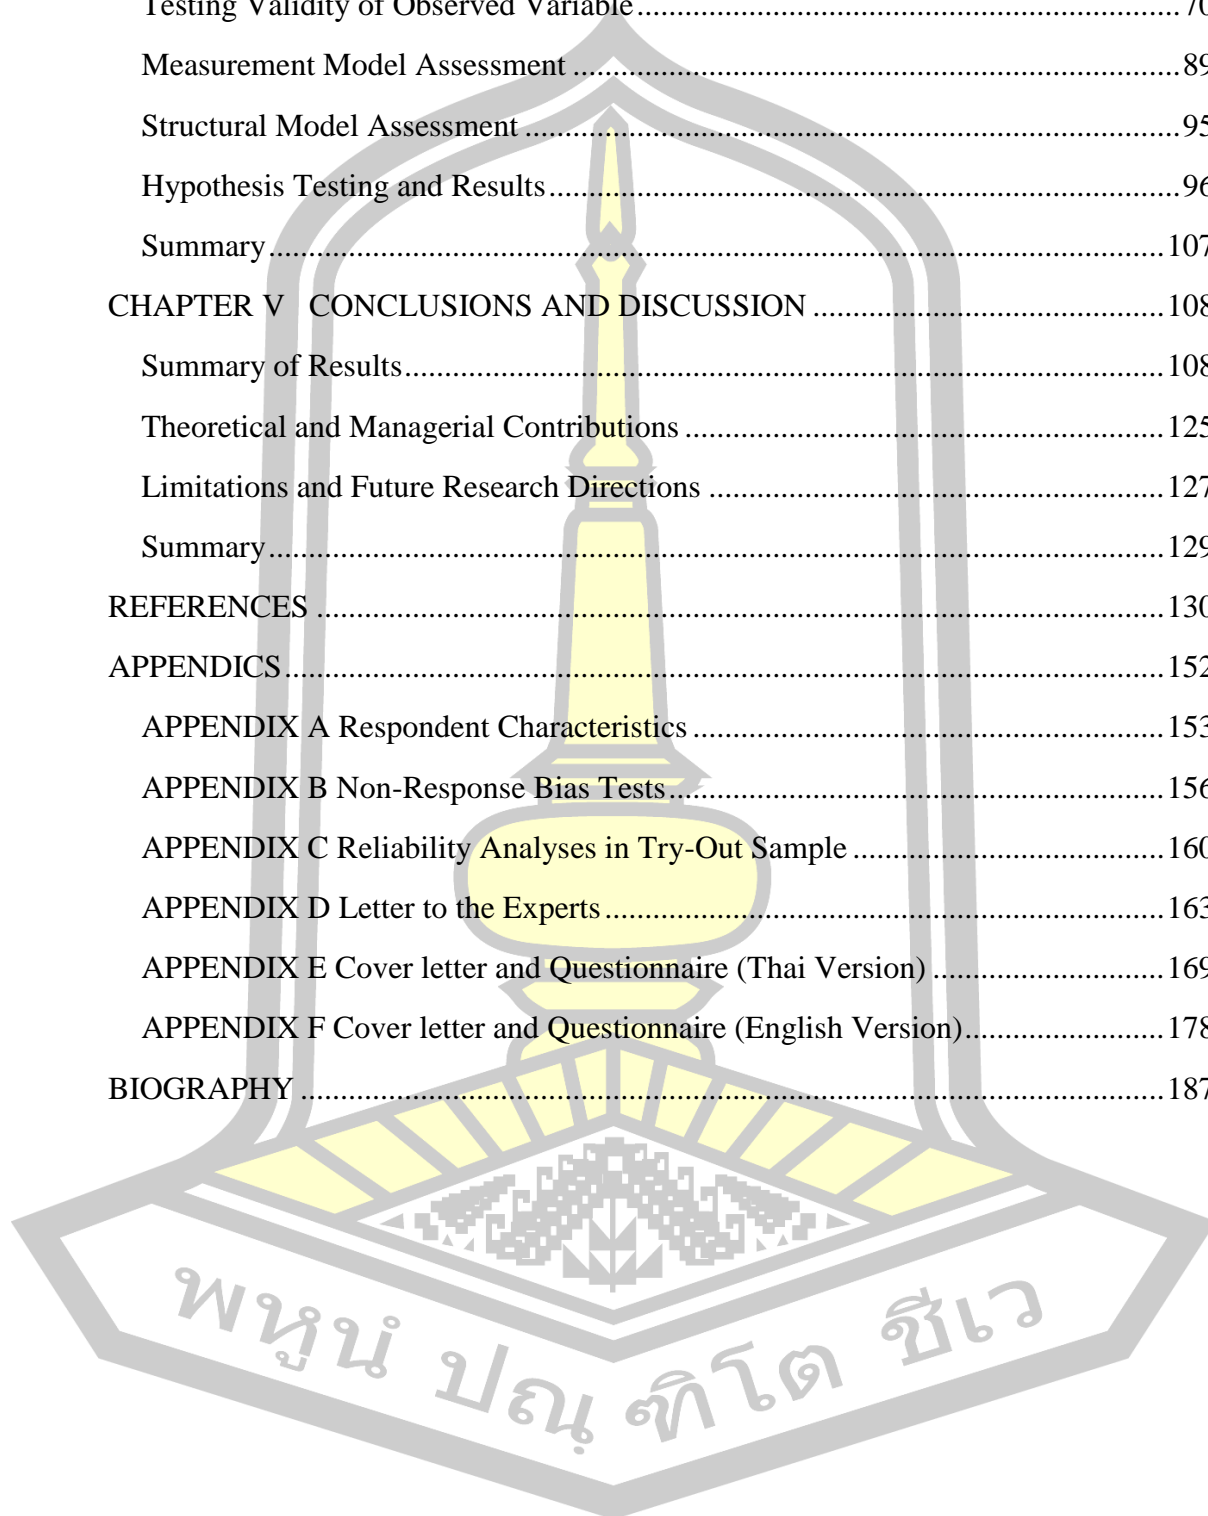 Testing Validity of Observed Variable ........ 70
Measurement Model Assessment ........ 89
Structural Model Assessment ........ 95
Hypothesis Testing and Results ........ 96
Summary ........ 107
CHAPTER V CONCLUSIONS AND DISCUSSION ........ 108
Summary of Results ........ 108
Theoretical and Managerial Contributions ........ 125
Limitations and Future Research Directions ........ 127
Summary ........ 129
REFERENCES ........ 130
APPENDICS ........ 152
APPENDIX A Respondent Characteristics ........ 153
APPENDIX B Non-Response Bias Tests ........ 156
APPENDIX C Reliability Analyses in Try-Out Sample ........ 160
APPENDIX D Letter to the Experts ........ 163
APPENDIX E Cover letter and Questionnaire (Thai Version) ........ 169
APPENDIX F Cover letter and Questionnaire (English Version) ........ 178
BIOGRAPHY ........ 187
พหูนํ ปณฺฑิโต ชีเว